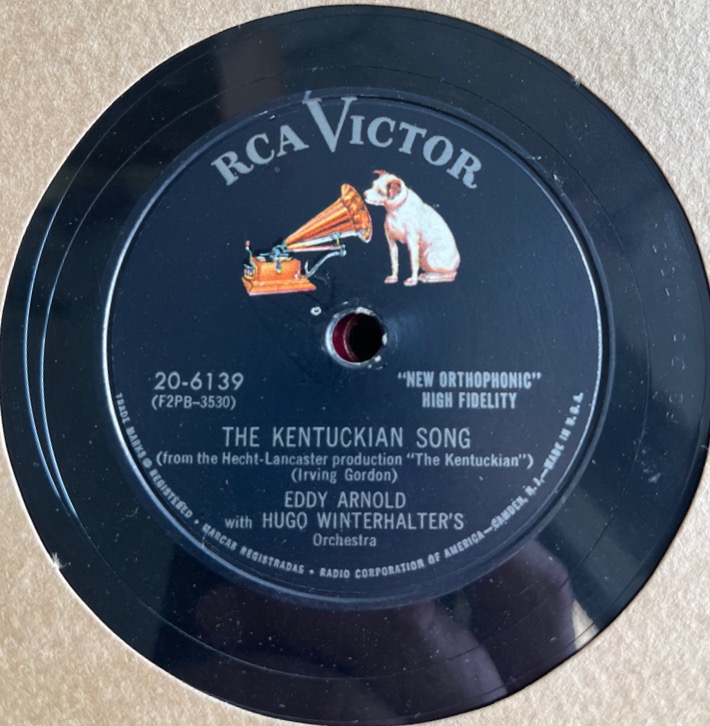 RCA VICTOR
20-6139
(F2PB-3530)
"NEW ORTHOPHONIC"
HIGH FIDELITY
THE KENTUCKIAN SONG
(from the Hecht-Lancaster production "The Kentuckian")
(Irving Gordon)
EDDY ARNOLD
with HUGO WINTERHALTER'S
Orchestra
TRADE MARKS ® REGISTERED • MARCAS REGISTRADAS • RADIO CORPORATION OF AMERICA—CAMDEN, N. J.—MADE IN U.S.A.